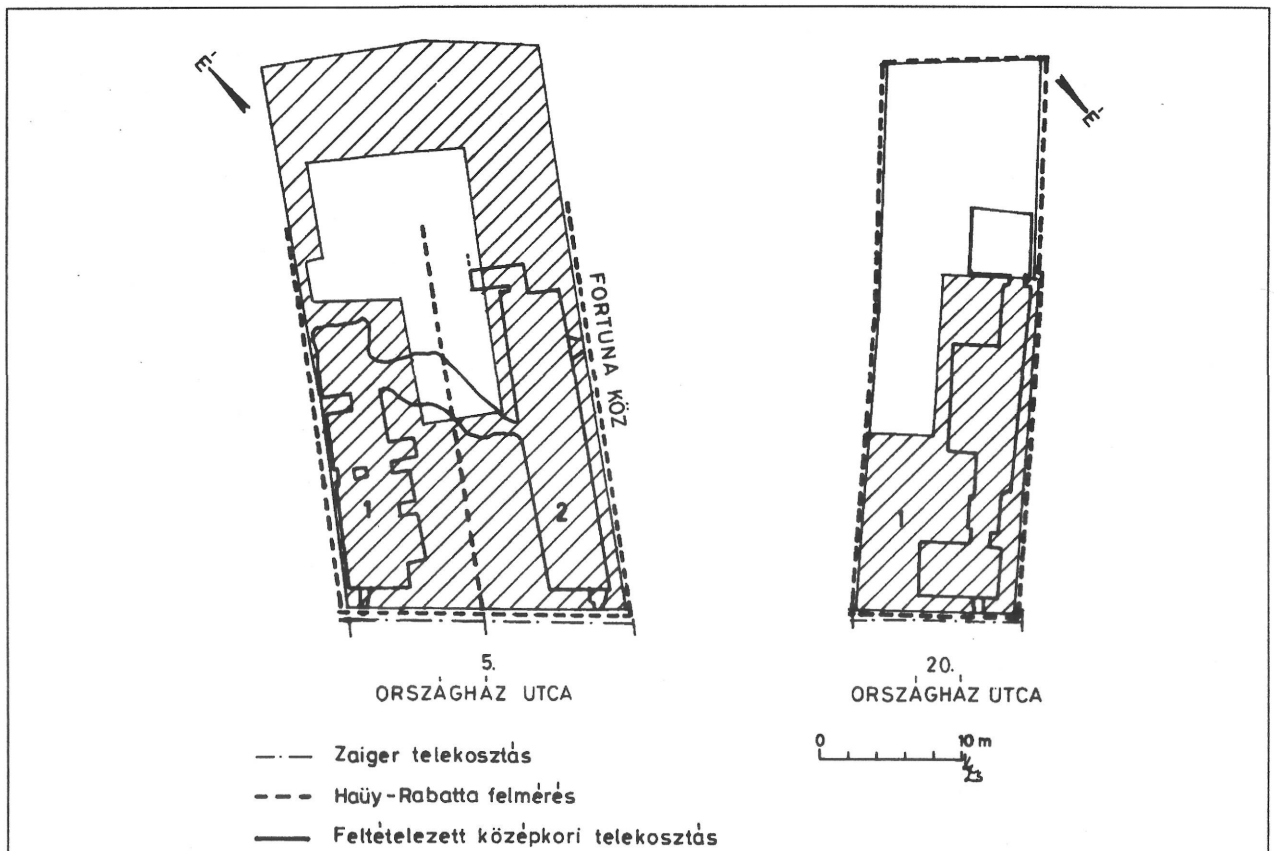 É
É
FORTUNA KÖZ
1
2
1
5.
ORSZÁGHÁZ UTCA
20.
ORSZÁGHÁZ UTCA
0 10 m
Zaiger telekosztás
Haüy-Rabatta felmérés
Feltételezett középkori telekosztás